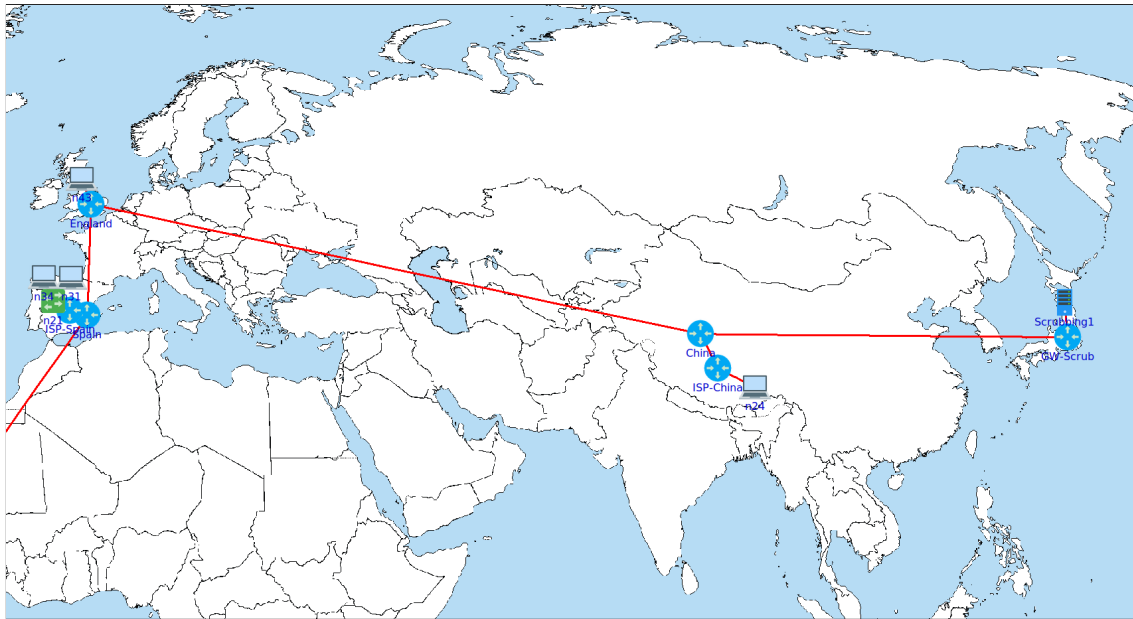 n43
England
n34
n31
n21
ISP-Spain
Spain
China
ISP-China
n24
Scrubbing1
GW-Scrub